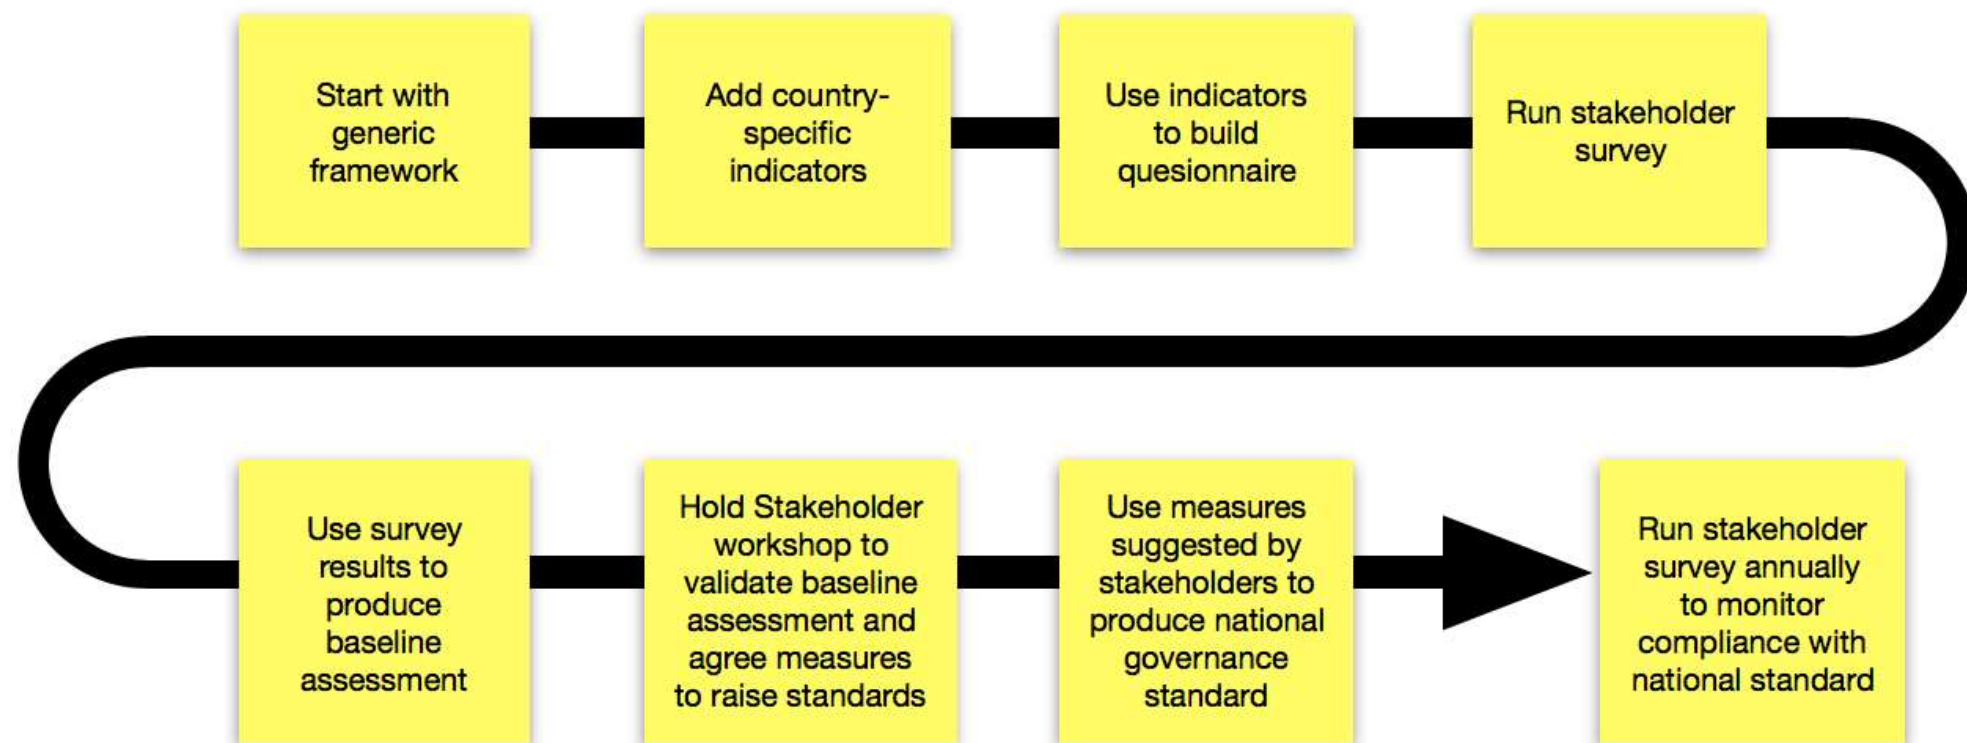 Start with
generic
framework
Add country-
specific
indicators
Use indicators
to build
quesionnaire
Run stakeholder
survey
Use survey
results to
produce
baseline
assessment
Hold Stakeholder
workshop to
validate baseline
assessment and
agree measures
to raise standards
Use measures
suggested by
stakeholders to
produce national
governance
standard
Run stakeholder
survey annually
to monitor
compliance with
national standard